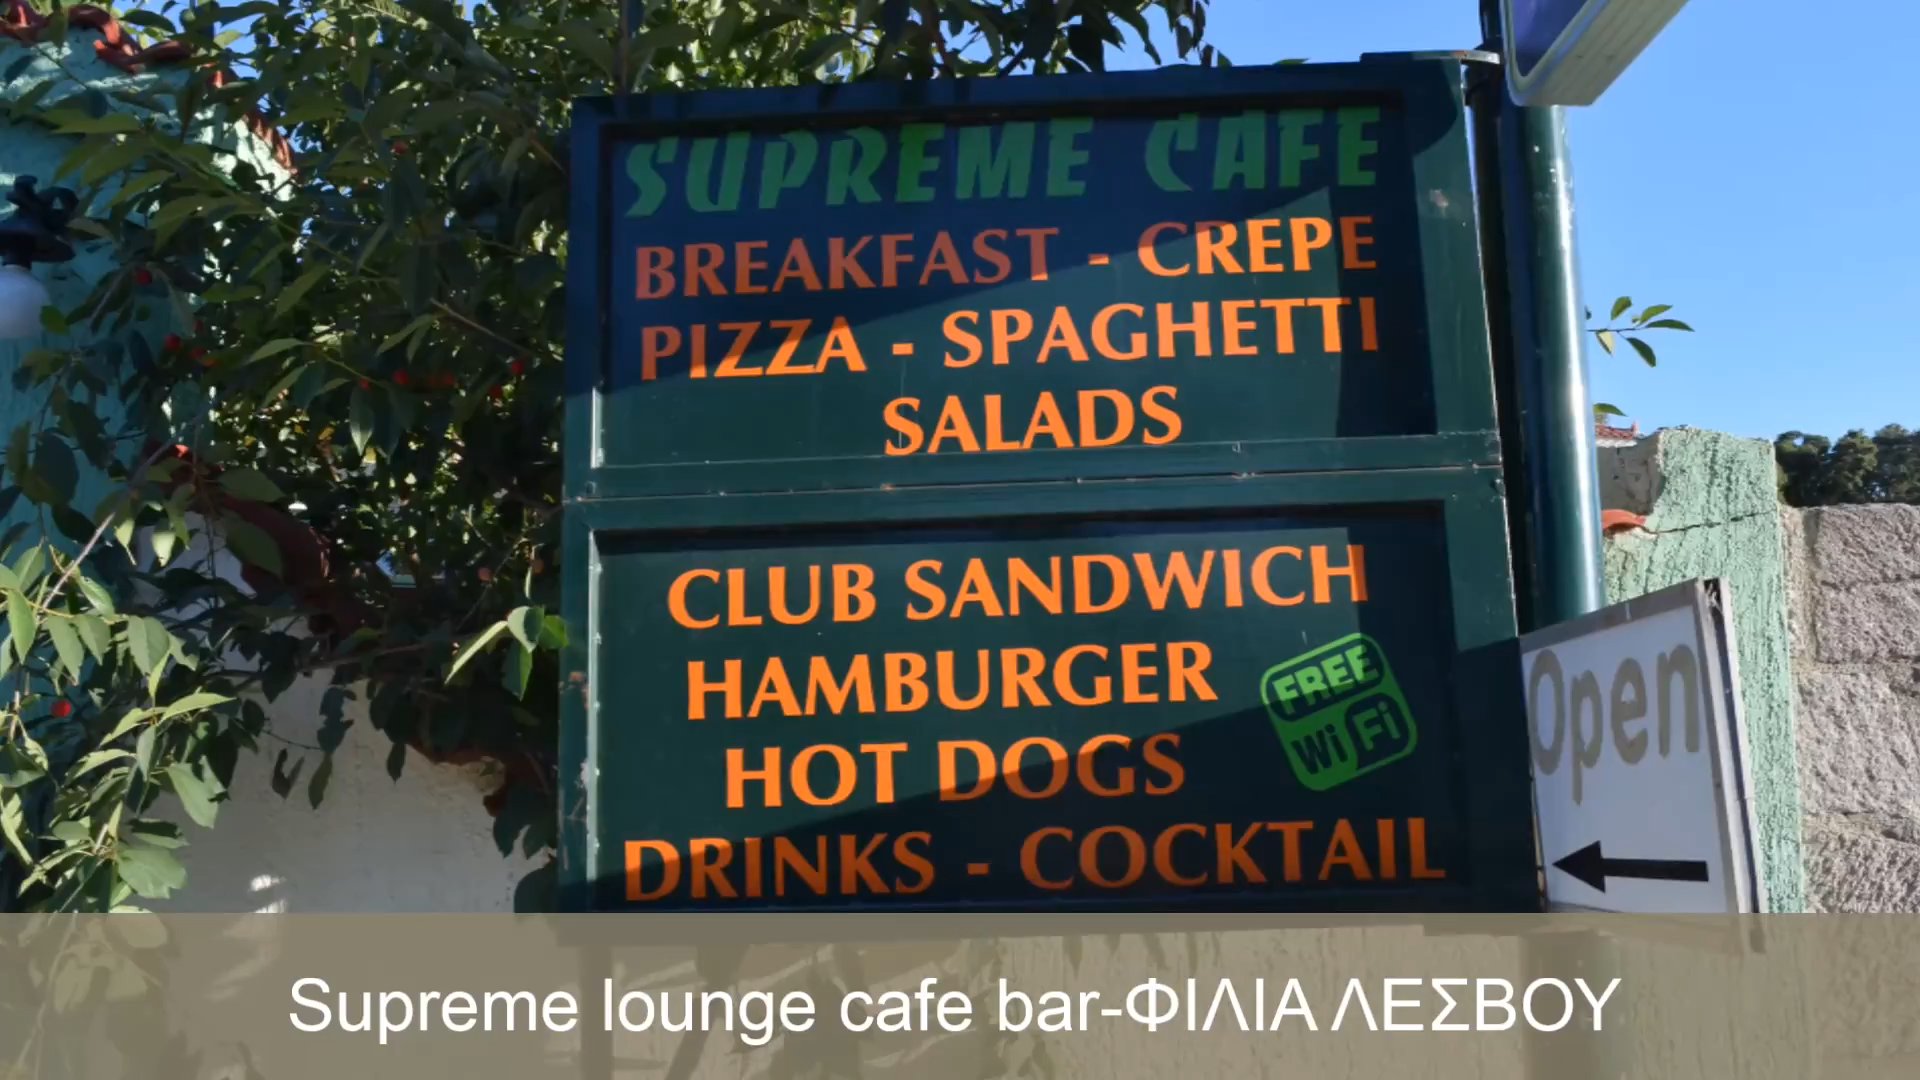 SUPREME CAFE
BREAKFAST - CREPE
PIZZA - SPAGHETTI
SALADS
CLUB SANDWICH
HAMBURGER
HOT DOGS
DRINKS - COCKTAIL
FREE
Wi Fi
Open
Supreme lounge cafe bar-ΦΙΛΙΑ ΛΕΣΒΟΥ